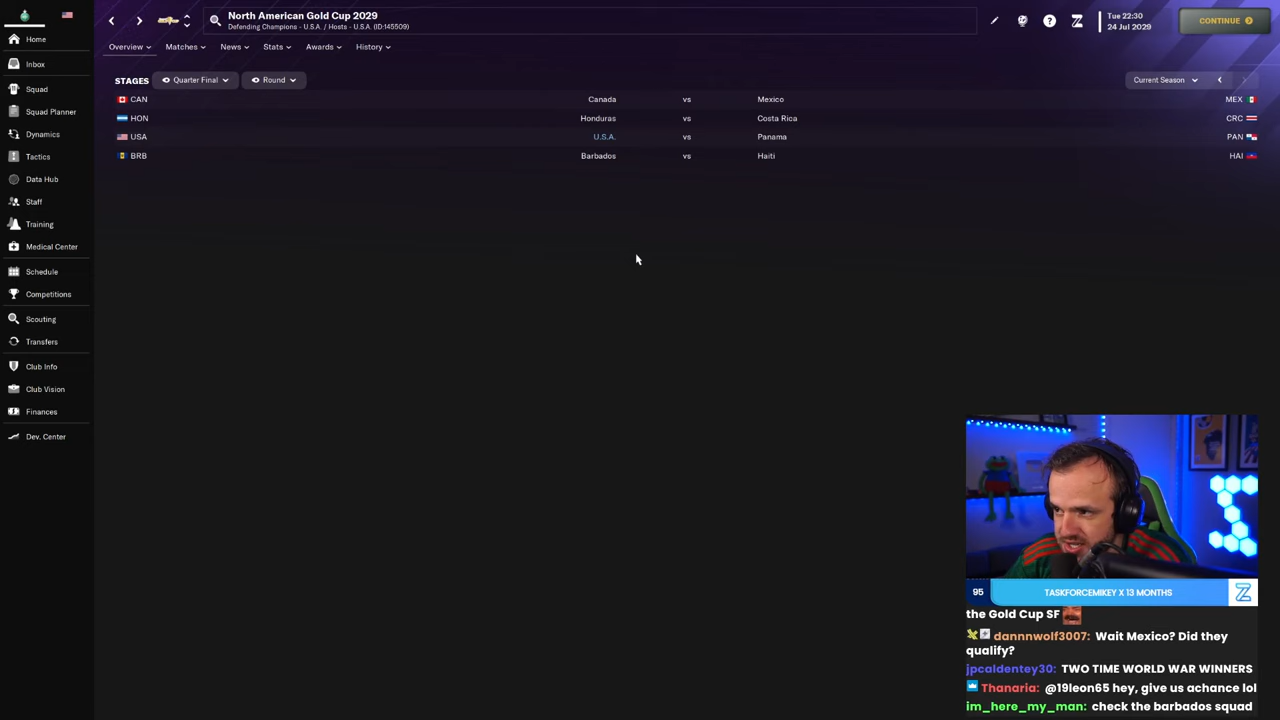 North American Gold Cup 2029
Defending Champions - U.S.A. / Hosts - U.S.A. (ID:145509)
Tue 22:30
24 Jul 2029
CONTINUE
Overview
Matches
News
Stats
Awards
History
STAGES
Quarter Final
Round
Current Season
CAN Canada vs Mexico MEX
HON Honduras vs Costa Rica CRC
USA U.S.A. vs Panama PAN
BRB Barbados vs Haiti HAI
Home
Inbox
Squad
Squad Planner
Dynamics
Tactics
Data Hub
Staff
Training
Medical Center
Schedule
Competitions
Scouting
Transfers
Club Info
Club Vision
Finances
Dev. Center
95 TASKFORCEMIKEY X 13 MONTHS
the Gold Cup SF
dannnwolf3007: Wait Mexico? Did they
qualify?
jpcaldentey30: TWO TIME WORLD WAR WINNERS
Thanaria: @19leon65 hey, give us achance lol
im_here_my_man: check the barbados squad